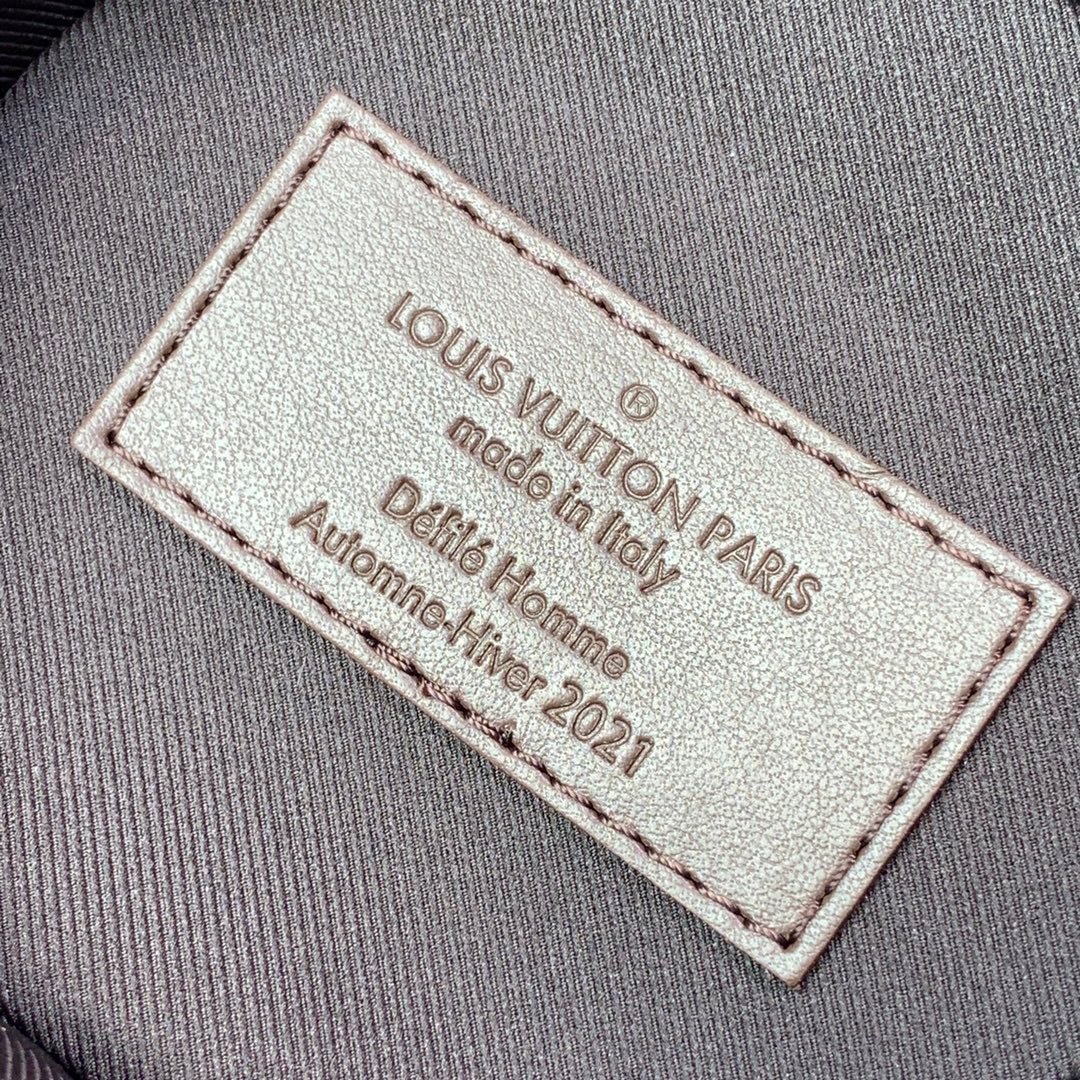 ®
LOUIS VUITTON PARIS
made in Italy
Défilé Homme
Automne-Hiver 2021